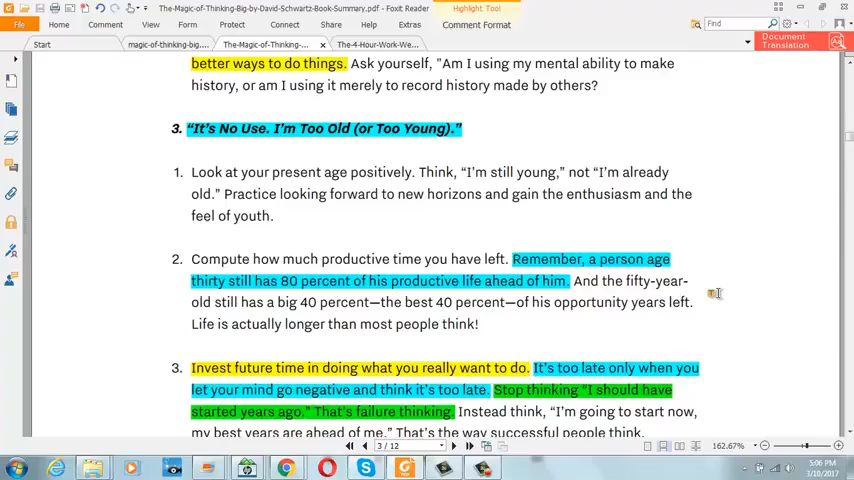 The-Magic-of-Thinking-Big-by-David-Schwartz-Book-Summary.pdf - Foxit Reader
Highlight Tool
File Home Comment View Form Protect Share Help Extras Comment Format
Find
Start magic-of-thinking-big... The-Magic-of-Thinking-... The-4-Hour-Work-We...
Document
Translation
better ways to do things. Ask yourself, "Am I using my mental ability to make
history, or am I using it merely to record history made by others?
3. “It’s No Use. I’m Too Old (or Too Young).”
1. Look at your present age positively. Think, “I’m still young,” not “I’m already
old.” Practice looking forward to new horizons and gain the enthusiasm and the
feel of youth.
2. Compute how much productive time you have left. Remember, a person age
thirty still has 80 percent of his productive life ahead of him. And the fifty-year-
old still has a big 40 percent—the best 40 percent—of his opportunity years left.
Life is actually longer than most people think!
3. Invest future time in doing what you really want to do. It’s too late only when you
let your mind go negative and think it’s too late. Stop thinking “I should have
started years ago.” That’s failure thinking. Instead think, “I’m going to start now,
my best years are ahead of me.” That’s the way successful people think.
3 / 12
162.67%
5:06 PM
3/10/2017